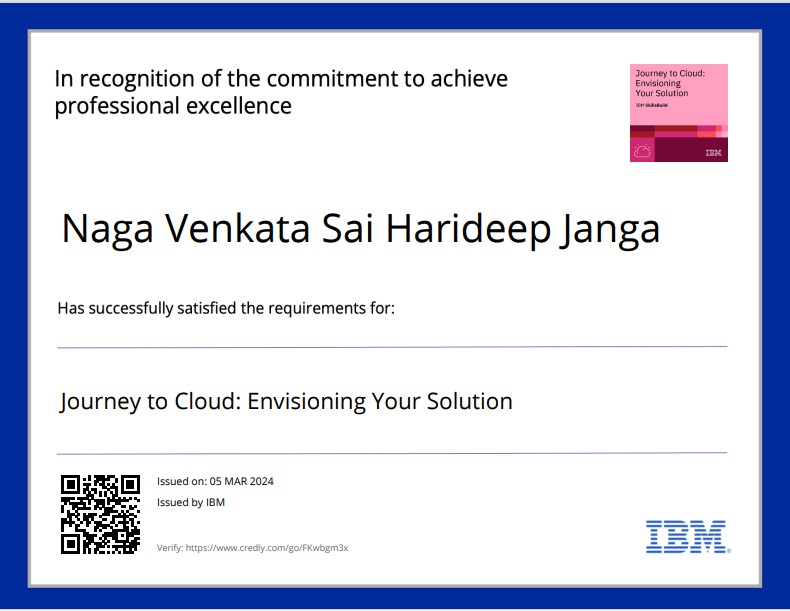 In recognition of the commitment to achieve
professional excellence
Journey to Cloud:
Envisioning
Your Solution
IBM SkillsBuild
IBM
Naga Venkata Sai Harideep Janga
Has successfully satisfied the requirements for:
Journey to Cloud: Envisioning Your Solution
Issued on: 05 MAR 2024
Issued by IBM
Verify: https://www.credly.com/go/FKwbgm3x
IBM®